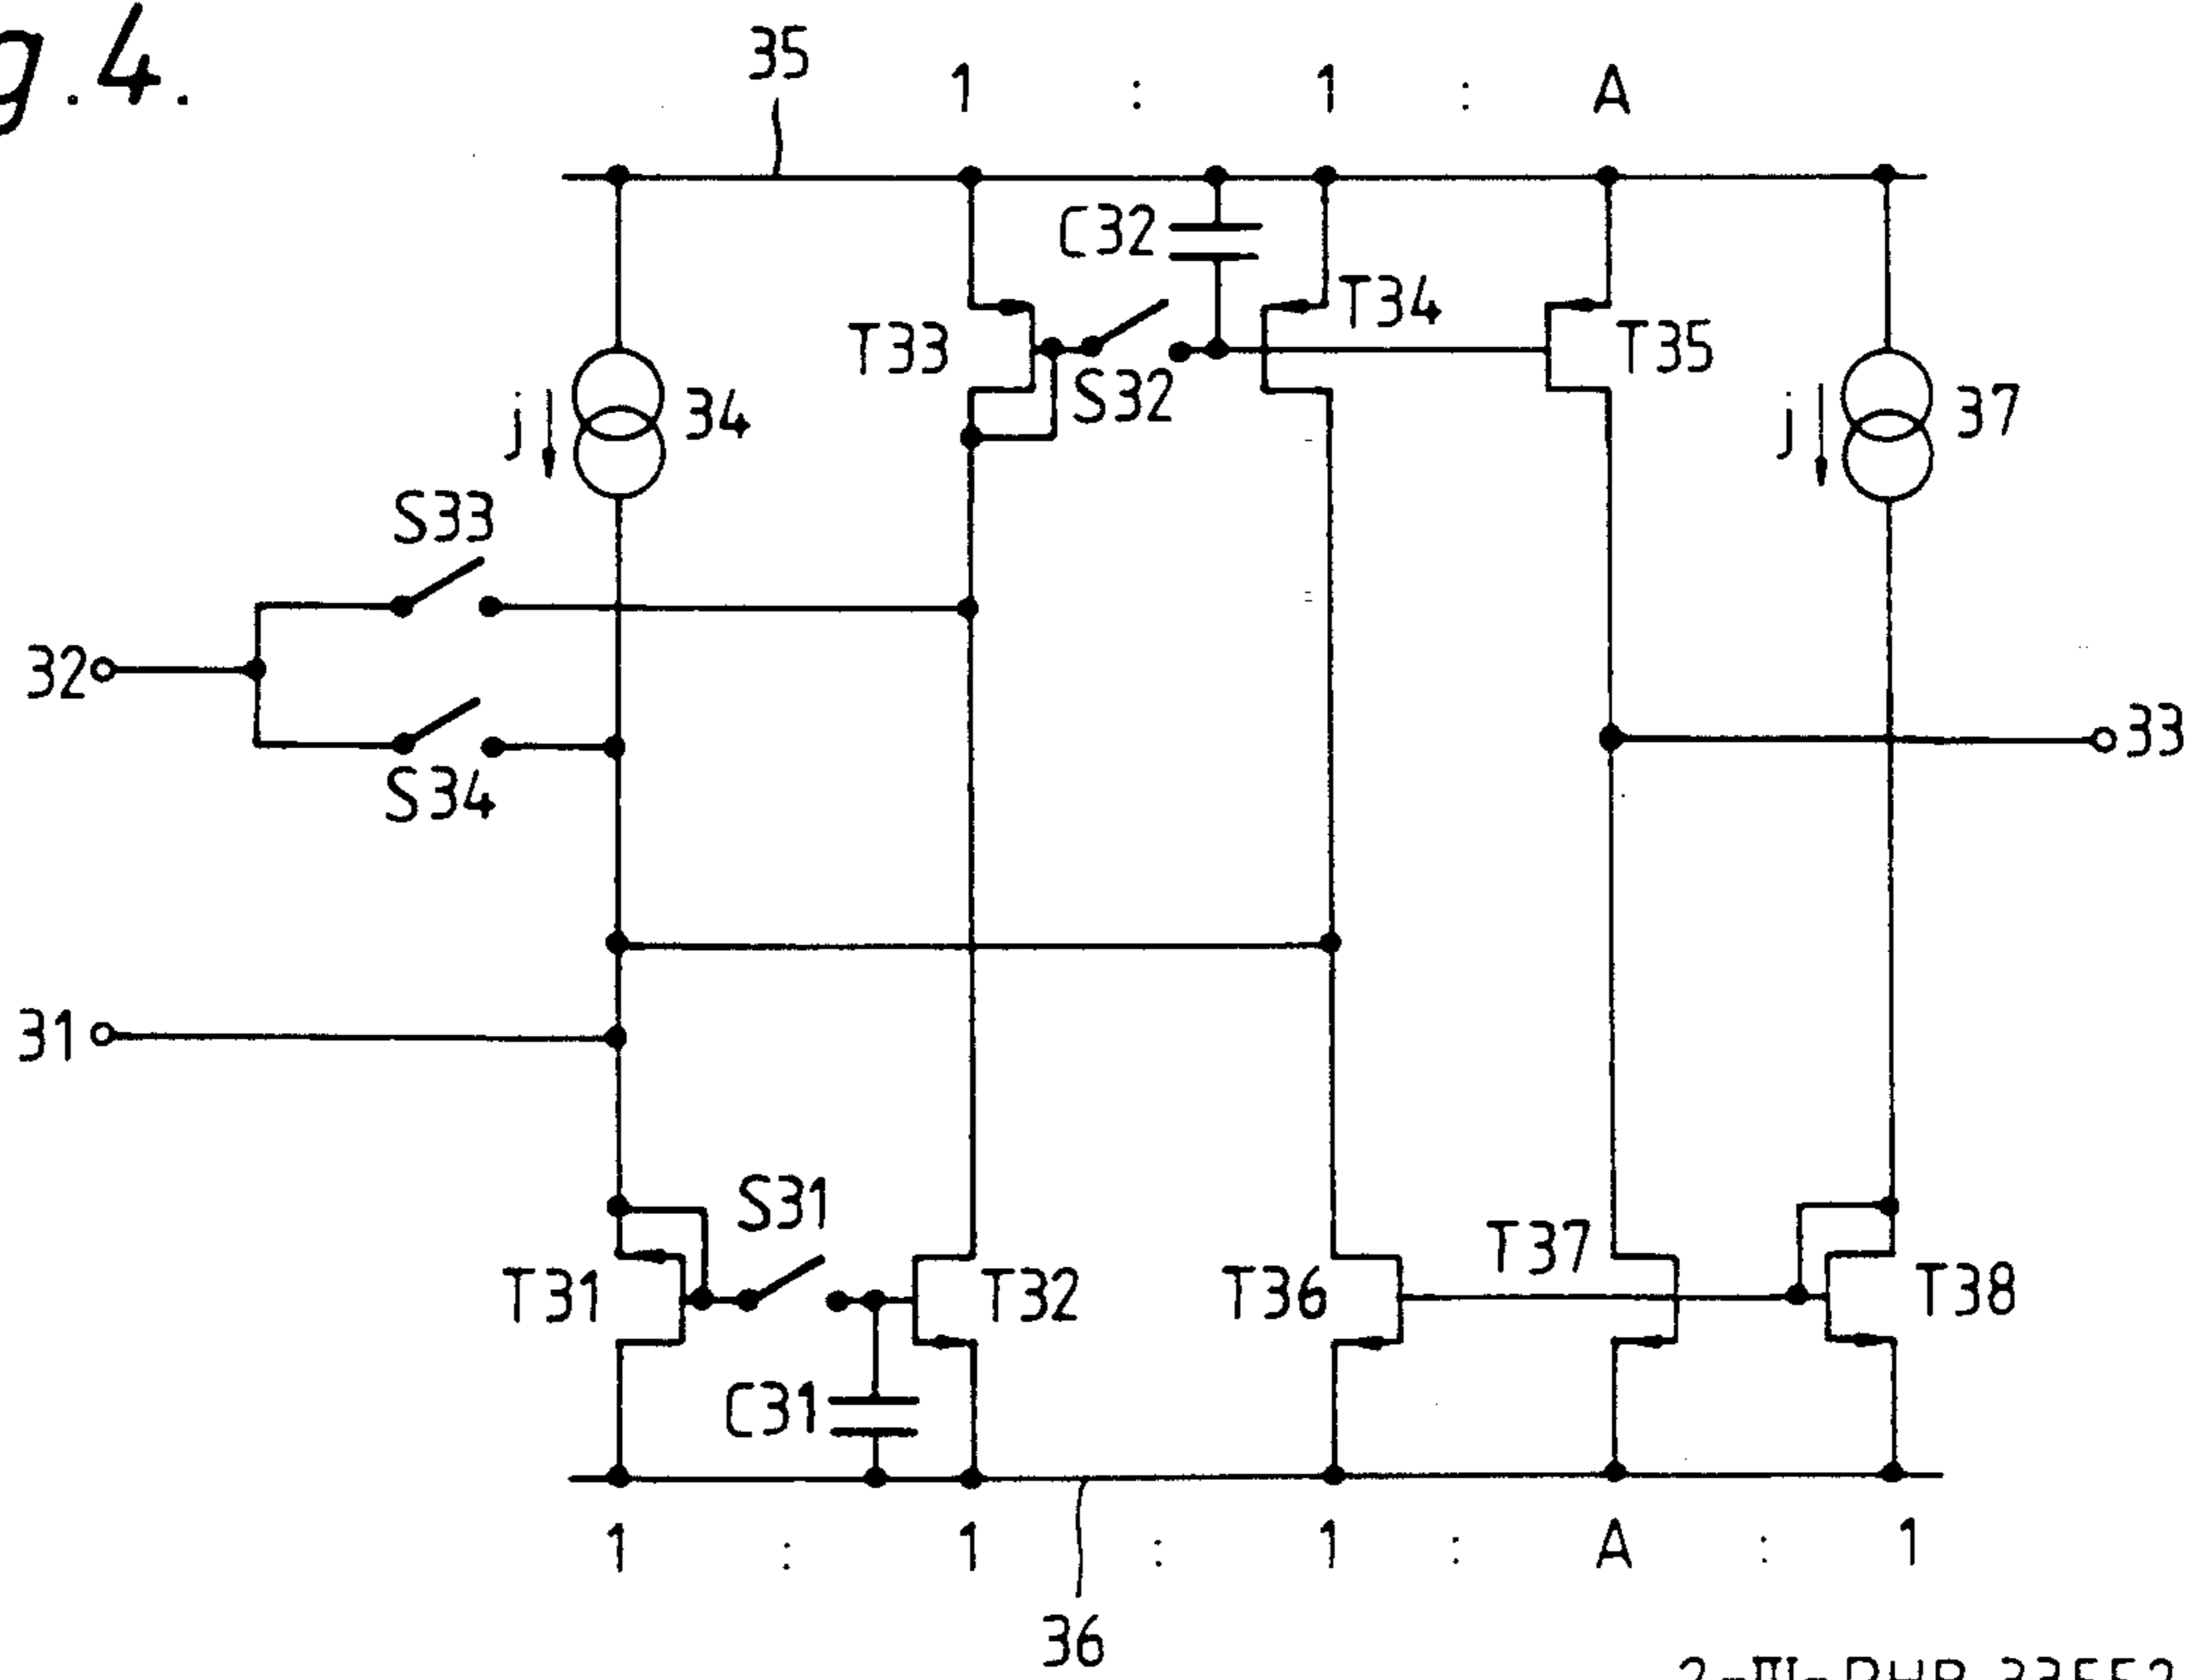 g.4.
35
1 : 1 : A
C32
T34
T33
T35
S32
j
34
j
37
S33
32
33
S34
31
S31
T37
T31
T32
T36
T38
C31
1 : 1 : 1 : A : 1
36